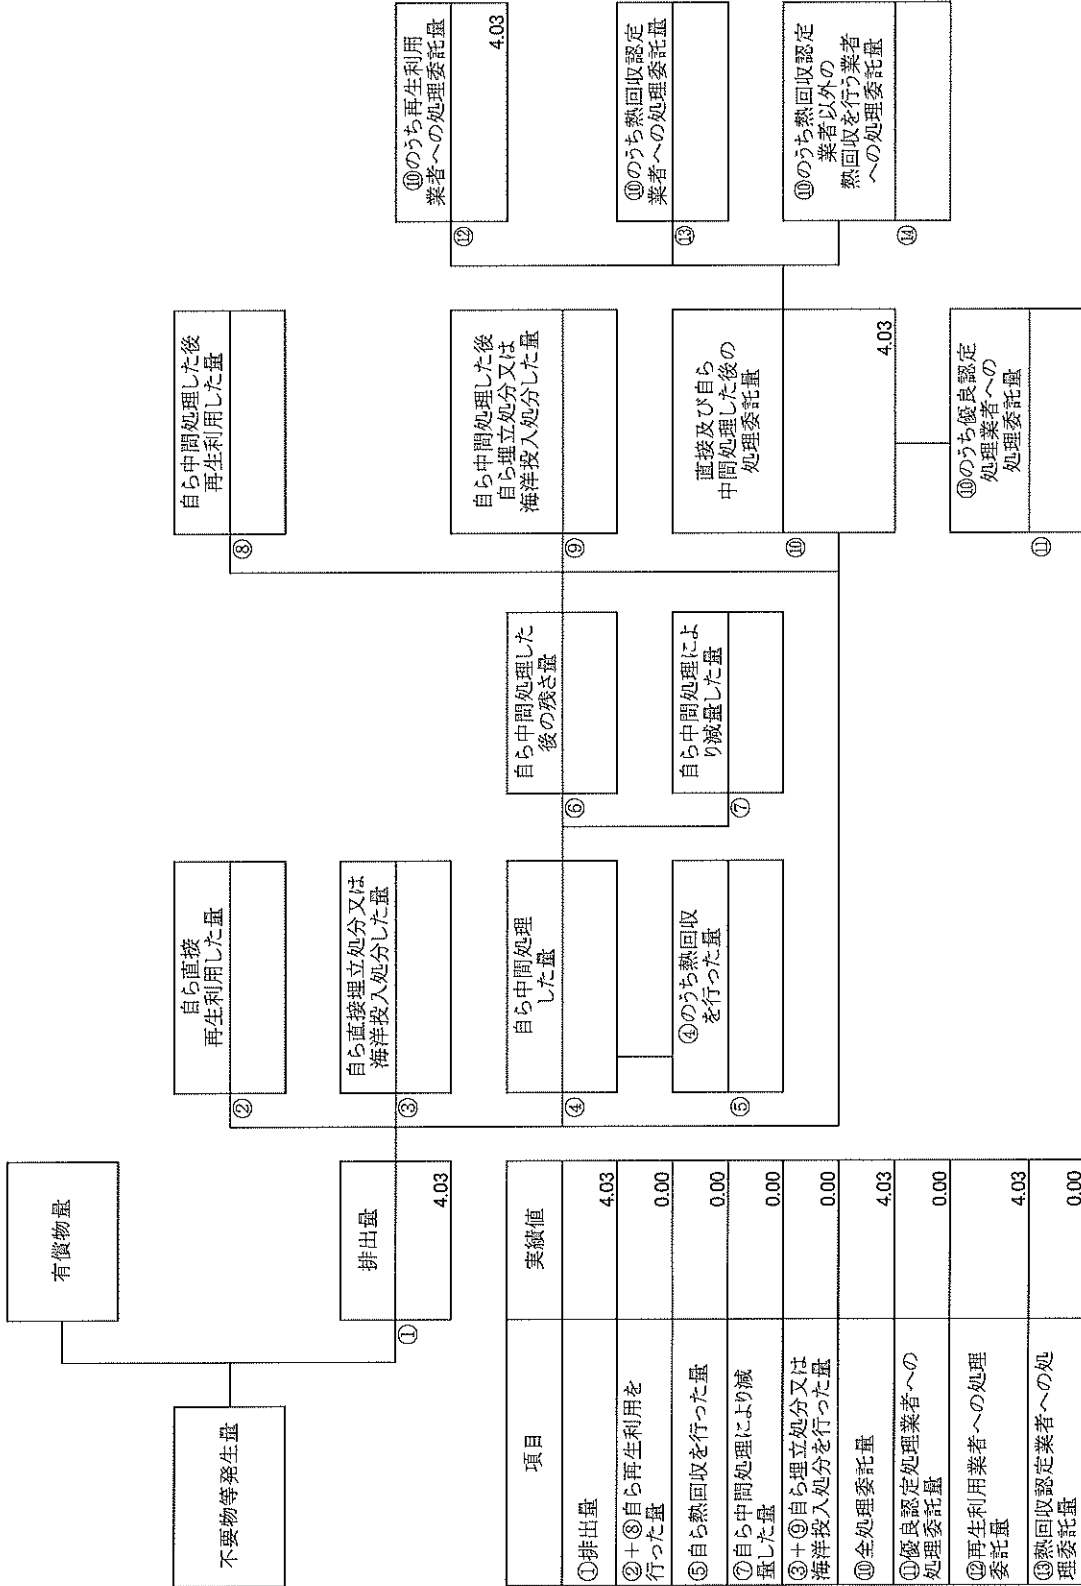 不要物等発生量
有償物量
①
排出量
4.03
②
自ら直接
再生利用した量
③
自ら直接埋立処分又は
海洋投入処分した量
④
自ら中間処理
した量
⑤
④のうち熱回収
を行った量
⑥
自ら中間処理した
後の残さ量
⑦
自ら中間処理によ
り減量した量
⑧
自ら中間処理した後
再生利用した量
⑨
自ら中間処理した後
自ら埋立処分又は
海洋投入処分した量
⑩
直接及び自ら
中間処理した後の
処理委託量
4.03
⑪
⑩のうち優良認定
処理業者への
処理委託量
⑫
⑩のうち再生利用
業者への処理委託量
4.03
⑬
⑩のうち熱回収認定
業者への処理委託量
⑭
⑩のうち熱回収認定
業者以外の
熱回収を行う業者
への処理委託量
項目 実績値
①排出量 4.03
②+⑧自ら再生利用を
行った量 0.00
⑤自ら熱回収を行った量 0.00
⑦自ら中間処理により減
量した量 0.00
③+⑨自ら埋立処分又は
海洋投入処分を行った量 0.00
⑩全処理委託量 4.03
⑪優良認定処理業者への
処理委託量 0.00
⑫再生利用業者への処理
委託量 4.03
⑬熱回収認定業者への処
理委託量 0.00